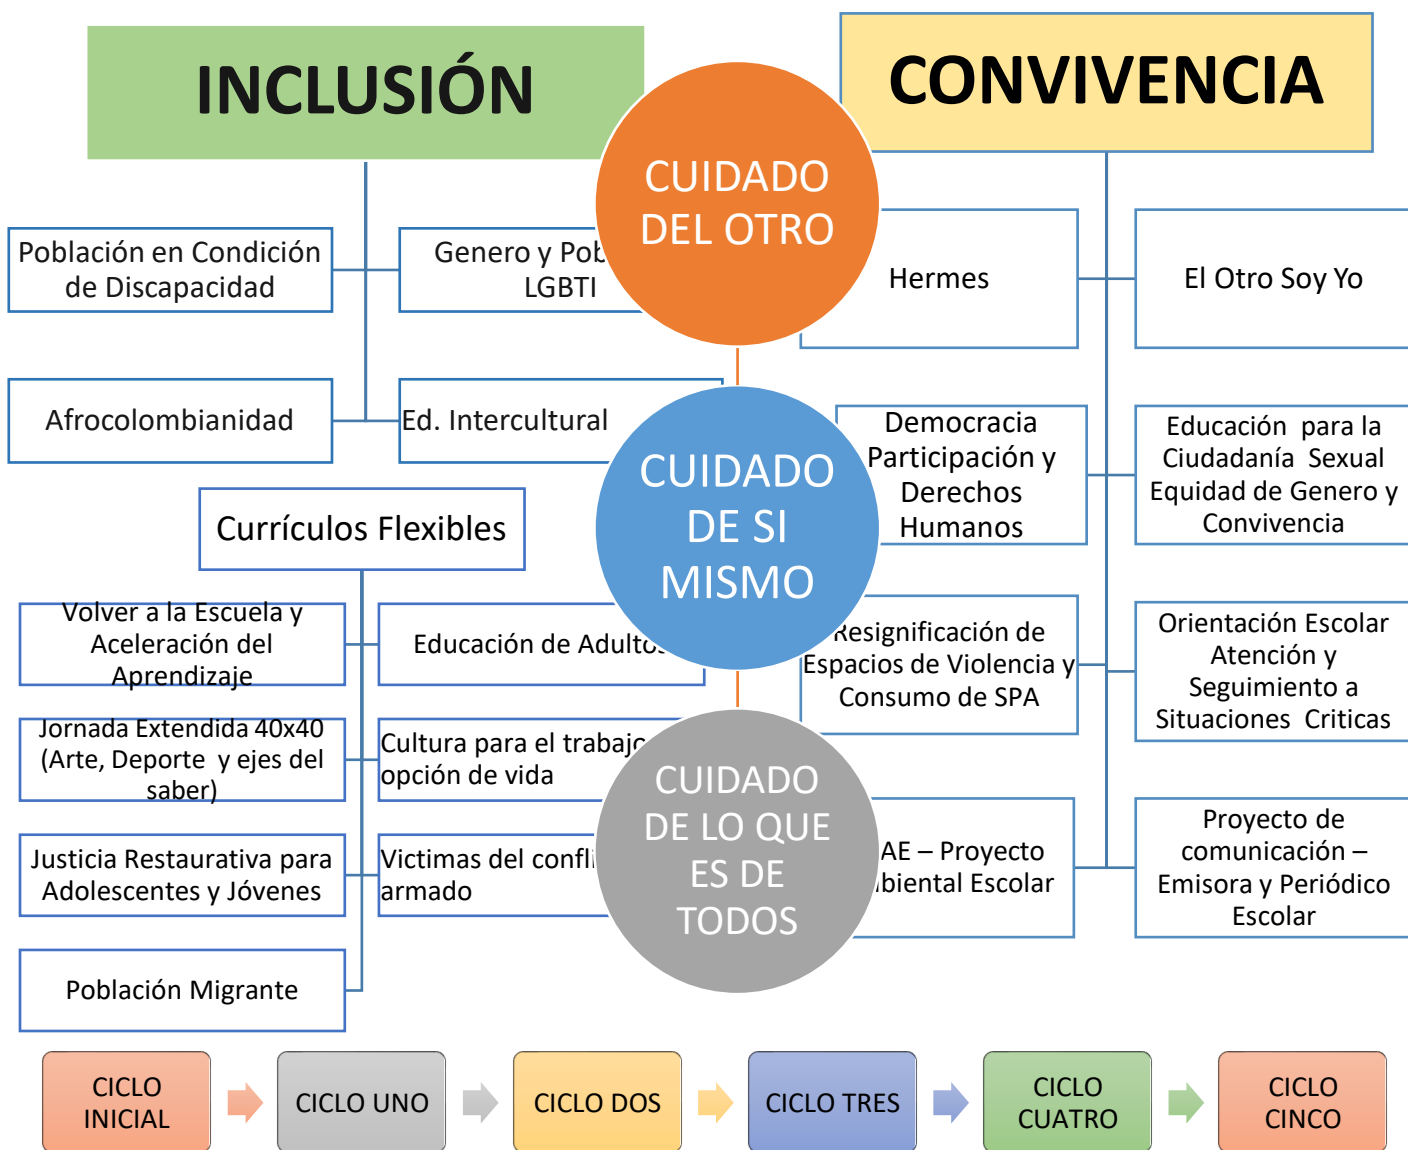 INCLUSIÓN
CONVIVENCIA
CUIDADO
DEL OTRO
Población en Condición
de Discapacidad
Genero y
LGBTI
Hermes
El Otro Soy Yo
Afrocolombianidad
Ed. Intercultural
CUIDADO
DE SI
MISMO
Democracia
Participación y
Derechos
Humanos
Educación para la
Ciudadanía Sexual
Equidad de Genero y
Convivencia
Currículos Flexibles
Volver a la Escuela y
Aceleración del
Aprendizaje
Educación de Adultos
Resignificación de
Espacios de Violencia y
Consumo de SPA
Orientación Escolar
Atención y
Seguimiento a
Situaciones Criticas
Jornada Extendida 40x40
(Arte, Deporte y ejes del
saber)
Cultura para el trabajo
opción de vida
CUIDADO
DE LO QUE
ES DE
TODOS
Justicia Restaurativa para
Adolescentes y Jóvenes
Victimas del
armado
– Proyecto
Escolar
Proyecto de
comunicación –
Emisora y Periódico
Escolar
Población Migrante
CICLO
INICIAL
CICLO UNO
CICLO DOS
CICLO TRES
CICLO
CUATRO
CICLO
CINCO